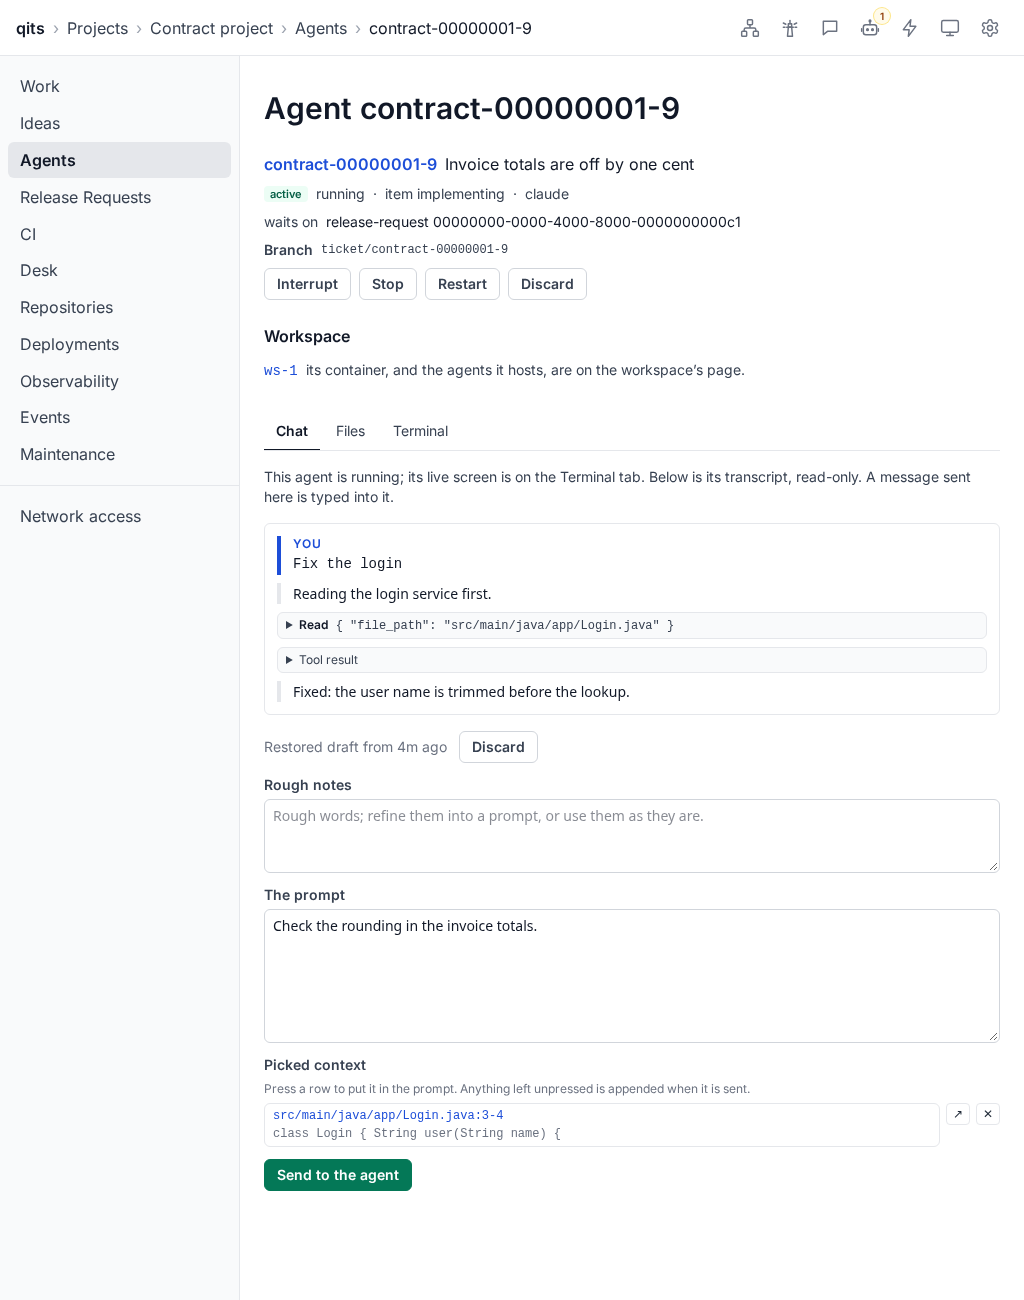 qits › Projects › Contract project › Agents › contract-00000001-9
1
Work
Ideas
Agents
Release Requests
CI
Desk
Repositories
Deployments
Observability
Events
Maintenance
Network access
Agent contract-00000001-9
contract-00000001-9 Invoice totals are off by one cent
active running · item implementing · claude
waits on release-request 00000000-0000-4000-8000-0000000000c1
Branch ticket/contract-00000001-9
Interrupt Stop Restart Discard
Workspace
ws-1 its container, and the agents it hosts, are on the workspace’s page.
Chat Files Terminal
This agent is running; its live screen is on the Terminal tab. Below is its transcript, read-only. A message sent
here is typed into it.
YOU
Fix the login
Reading the login service first.
Read { "file_path": "src/main/java/app/Login.java" }
Tool result
Fixed: the user name is trimmed before the lookup.
Restored draft from 4m ago Discard
Rough notes
Rough words; refine them into a prompt, or use them as they are.
The prompt
Check the rounding in the invoice totals.
Picked context
Press a row to put it in the prompt. Anything left unpressed is appended when it is sent.
src/main/java/app/Login.java:3-4
class Login { String user(String name) {
Send to the agent